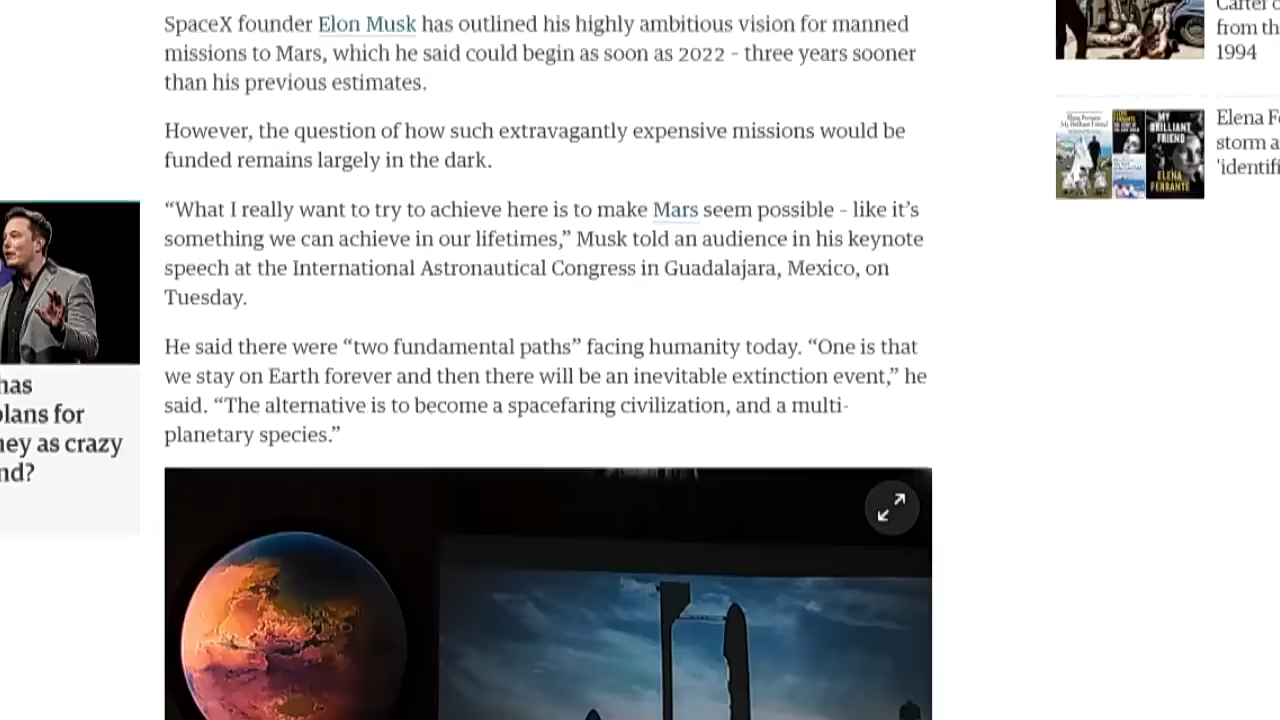 SpaceX founder Elon Musk has outlined his highly ambitious vision for manned
missions to Mars, which he said could begin as soon as 2022 - three years sooner
than his previous estimates.
However, the question of how such extravagantly expensive missions would be
funded remains largely in the dark.
“What I really want to try to achieve here is to make Mars seem possible - like it’s
something we can achieve in our lifetimes,” Musk told an audience in his keynote
speech at the International Astronautical Congress in Guadalajara, Mexico, on
Tuesday.
He said there were “two fundamental paths” facing humanity today. “One is that
we stay on Earth forever and then there will be an inevitable extinction event,” he
said. “The alternative is to become a spacefaring civilization, and a multi-
planetary species.”
has
plans for
ney as crazy
nd?
from th
1994
Elena F
storm a
'identifi
MY
BRILLIANT
FRIEND
ELENA
FERRANTE